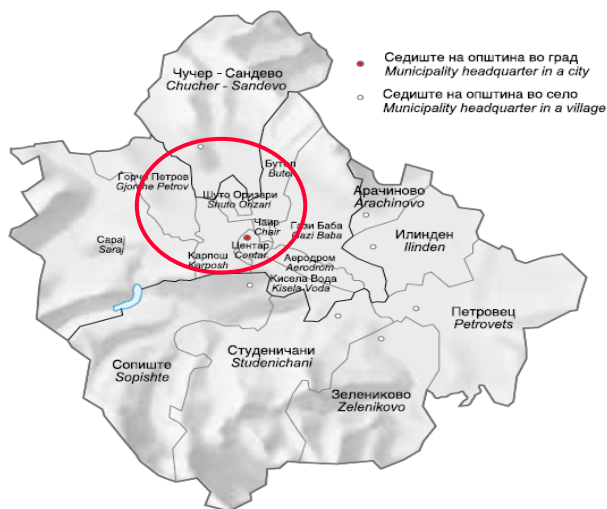 Седиште на општина во град
Municipality headquarter in a city
Седиште на општина во село
Municipality headquarter in a village
Чучер - Сандево
Chucher - Sandevo
Бутел
Butel
Ѓорче Петров
Gjorche Petrov
Шуто Оризари
Shuto Orizari
Арачиново
Arachinovo
Чаир
Chair
Гази Баба
Gazi Baba
Илинден
Ilinden
Сарај
Saraj
Карпош
Karposh
Центар
Centar
Аеродром
Aerodrom
Кисела Вода
Kisela Voda
Петровец
Petrovets
Сопиште
Sopishte
Студеничани
Studenichani
Зелениково
Zelenikovo